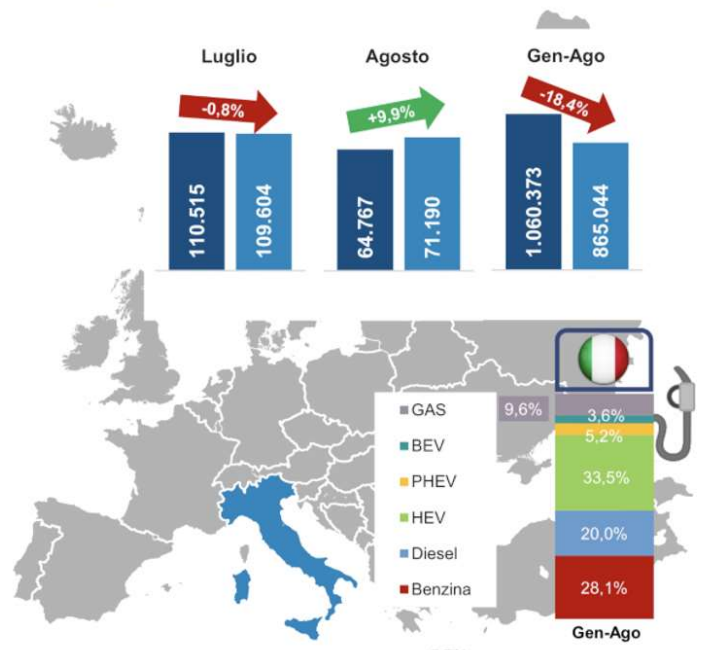 Luglio
Agosto
Gen-Ago
-0,8%
+9,9%
-18,4%
110.515
109.604
64.767
71.190
1.060.373
865.044
GAS
BEV
PHEV
HEV
Diesel
Benzina
9,6%
3,6%
5,2%
33,5%
20,0%
28,1%
Gen-Ago